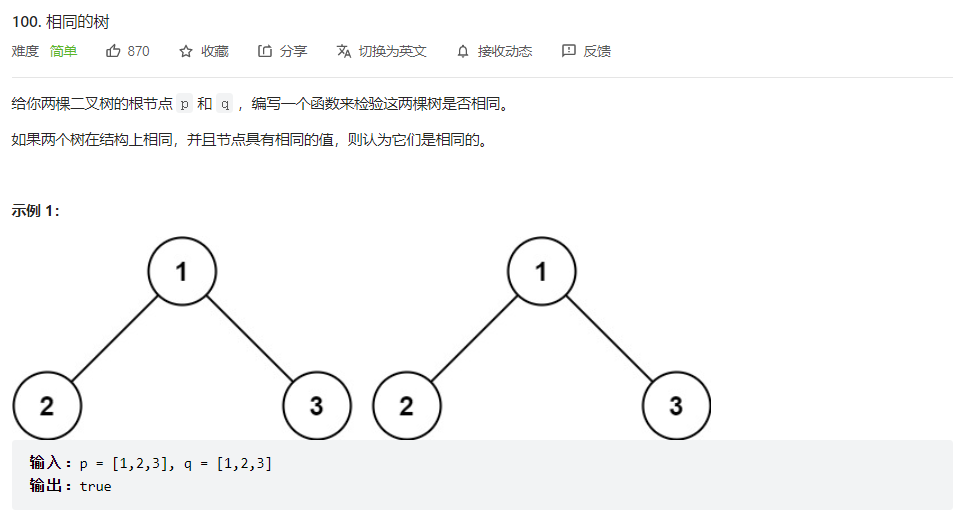 100. 相同的树
难度 简单 870 收藏 分享 切换为英文 接收动态 反馈
给你两棵二叉树的根节点 p 和 q ，编写一个函数来检验这两棵树是否相同。
如果两个树在结构上相同，并且节点具有相同的值，则认为它们是相同的。
示例 1：
1 1
2 3 2 3
输入：p = [1,2,3], q = [1,2,3]
输出：true